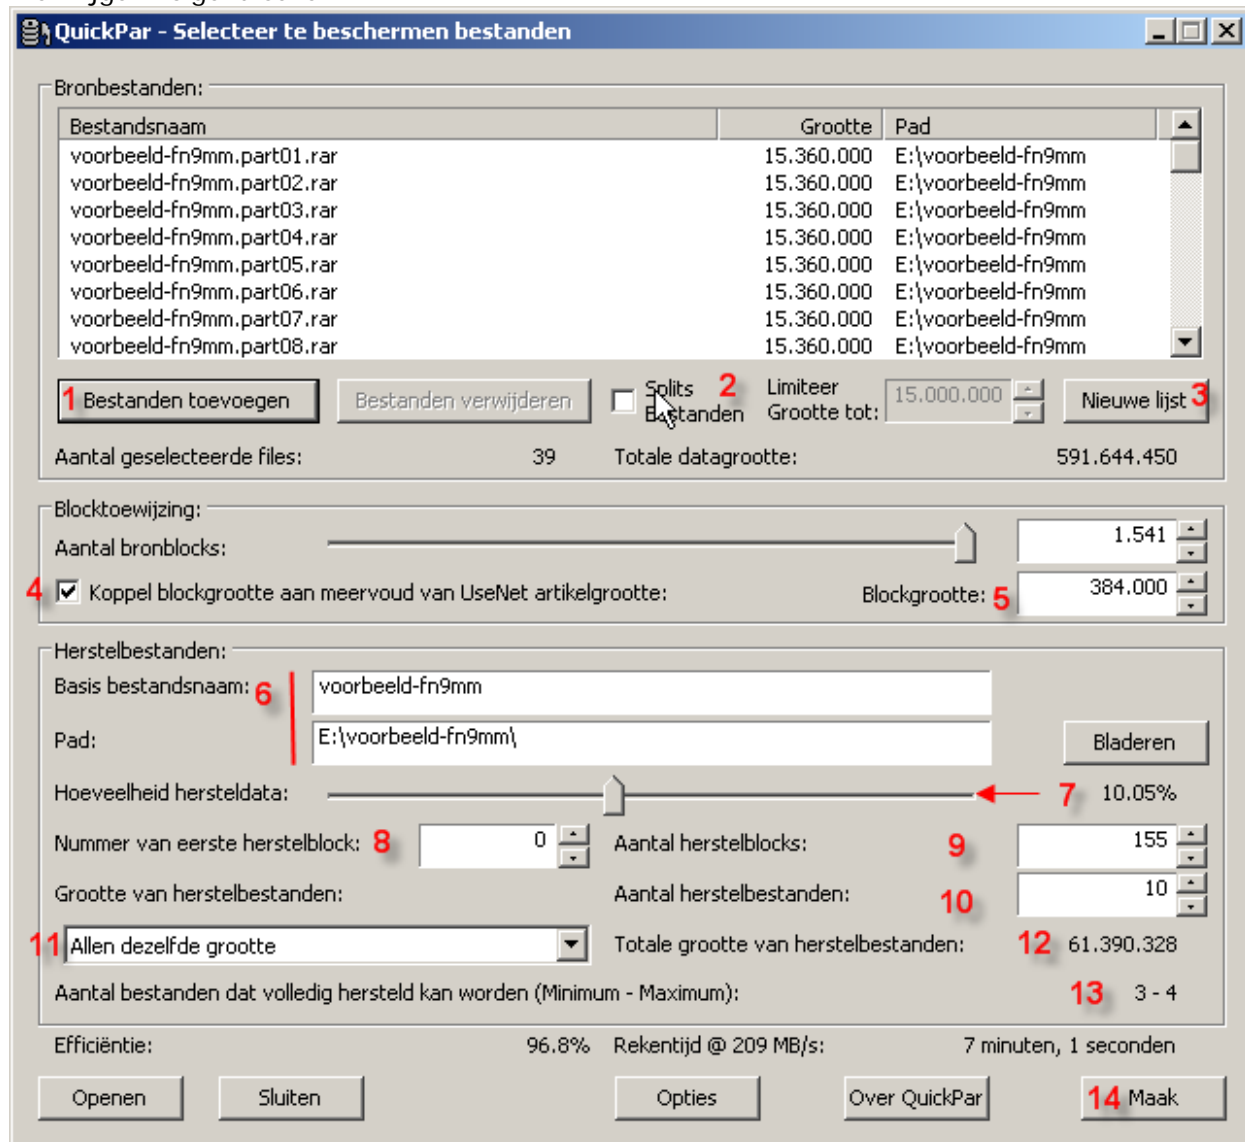 QuickPar - Selecteer te beschermen bestanden
Bronbestanden:
Bestandsnaam Grootte Pad
voorbeeld-fn9mm.part01.rar 15.360.000 E:\voorbeeld-fn9mm
voorbeeld-fn9mm.part02.rar 15.360.000 E:\voorbeeld-fn9mm
voorbeeld-fn9mm.part03.rar 15.360.000 E:\voorbeeld-fn9mm
voorbeeld-fn9mm.part04.rar 15.360.000 E:\voorbeeld-fn9mm
voorbeeld-fn9mm.part05.rar 15.360.000 E:\voorbeeld-fn9mm
voorbeeld-fn9mm.part06.rar 15.360.000 E:\voorbeeld-fn9mm
voorbeeld-fn9mm.part07.rar 15.360.000 E:\voorbeeld-fn9mm
voorbeeld-fn9mm.part08.rar 15.360.000 E:\voorbeeld-fn9mm
1 Bestanden toevoegen Bestanden verwijderen Splits Bestanden 2 Limiteer Grootte tot: 15.000.000 Nieuwe lijst 3
Aantal geselecteerde files: 39 Totale datagrootte: 591.644.450
Blocktoewijzing:
Aantal bronblocks: 1.541
4 Koppel blockgrootte aan meervoud van UseNet artikelgrootte: Blockgrootte: 5 384.000
Herstelbestanden:
Basis bestandsnaam: 6 voorbeeld-fn9mm
Pad: E:\voorbeeld-fn9mm\ Bladeren
Hoeveelheid hersteldata: 7 10.05%
Nummer van eerste herstelblock: 8 0 Aantal herstelblocks: 9 155
Grootte van herstelbestanden: Aantal herstelbestanden: 10 10
11 Allen dezelfde grootte Totale grootte van herstelbestanden: 12 61.390.328
Aantal bestanden dat volledig hersteld kan worden (Minimum - Maximum): 13 3 - 4
Efficiëntie: 96.8% Rekentijd @ 209 MB/s: 7 minuten, 1 seconden
Openen Sluiten Opties Over QuickPar 14 Maak